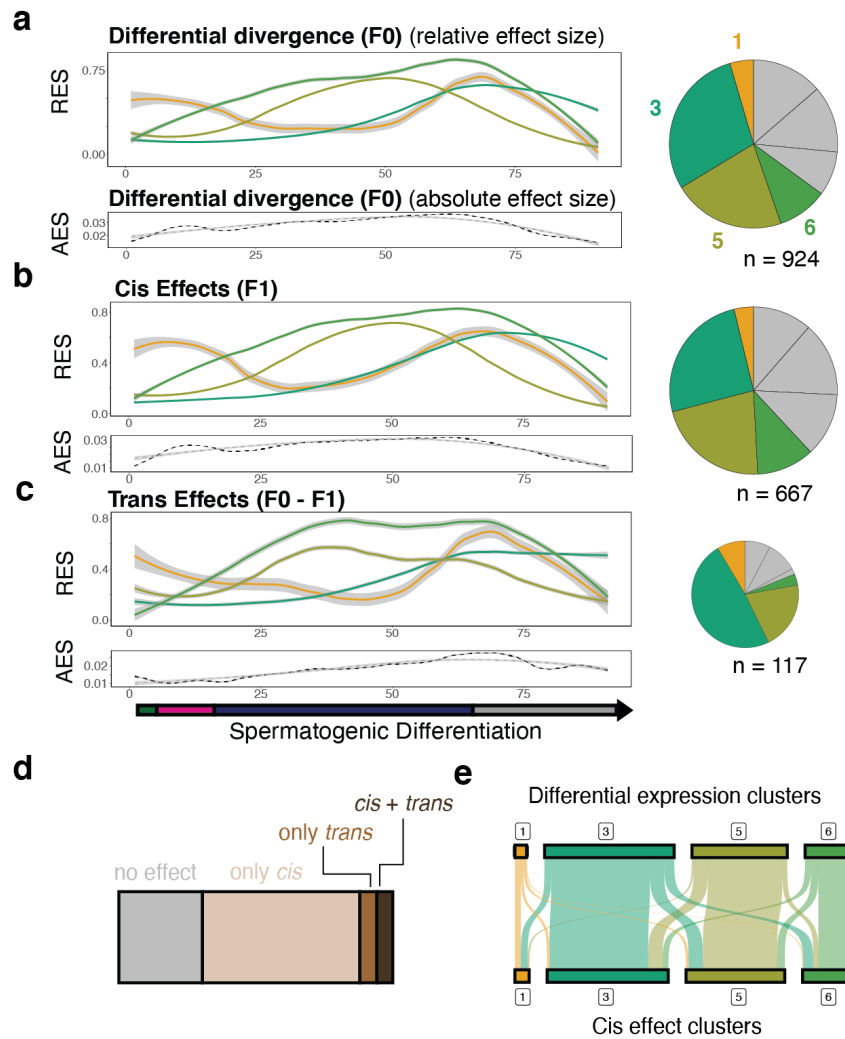 a
Differential divergence (F0) (relative effect size)
RES
0.75
0.00
0
25
50
75
1
3
5
6
n = 924
Differential divergence (F0) (absolute effect size)
AES
0.03
0.02
0
25
50
75
b
Cis Effects (F1)
RES
0.8
0.4
0.0
0
25
50
75
AES
0.03
0.01
n = 667
c
Trans Effects (F0 - F1)
RES
0.8
0.4
0.0
0
25
50
75
AES
0.02
0.01
0
25
50
75
n = 117
Spermatogenic Differentiation
d
cis + trans
only trans
no effect
only cis
e
Differential expression clusters
1
3
5
6
1
3
5
6
Cis effect clusters